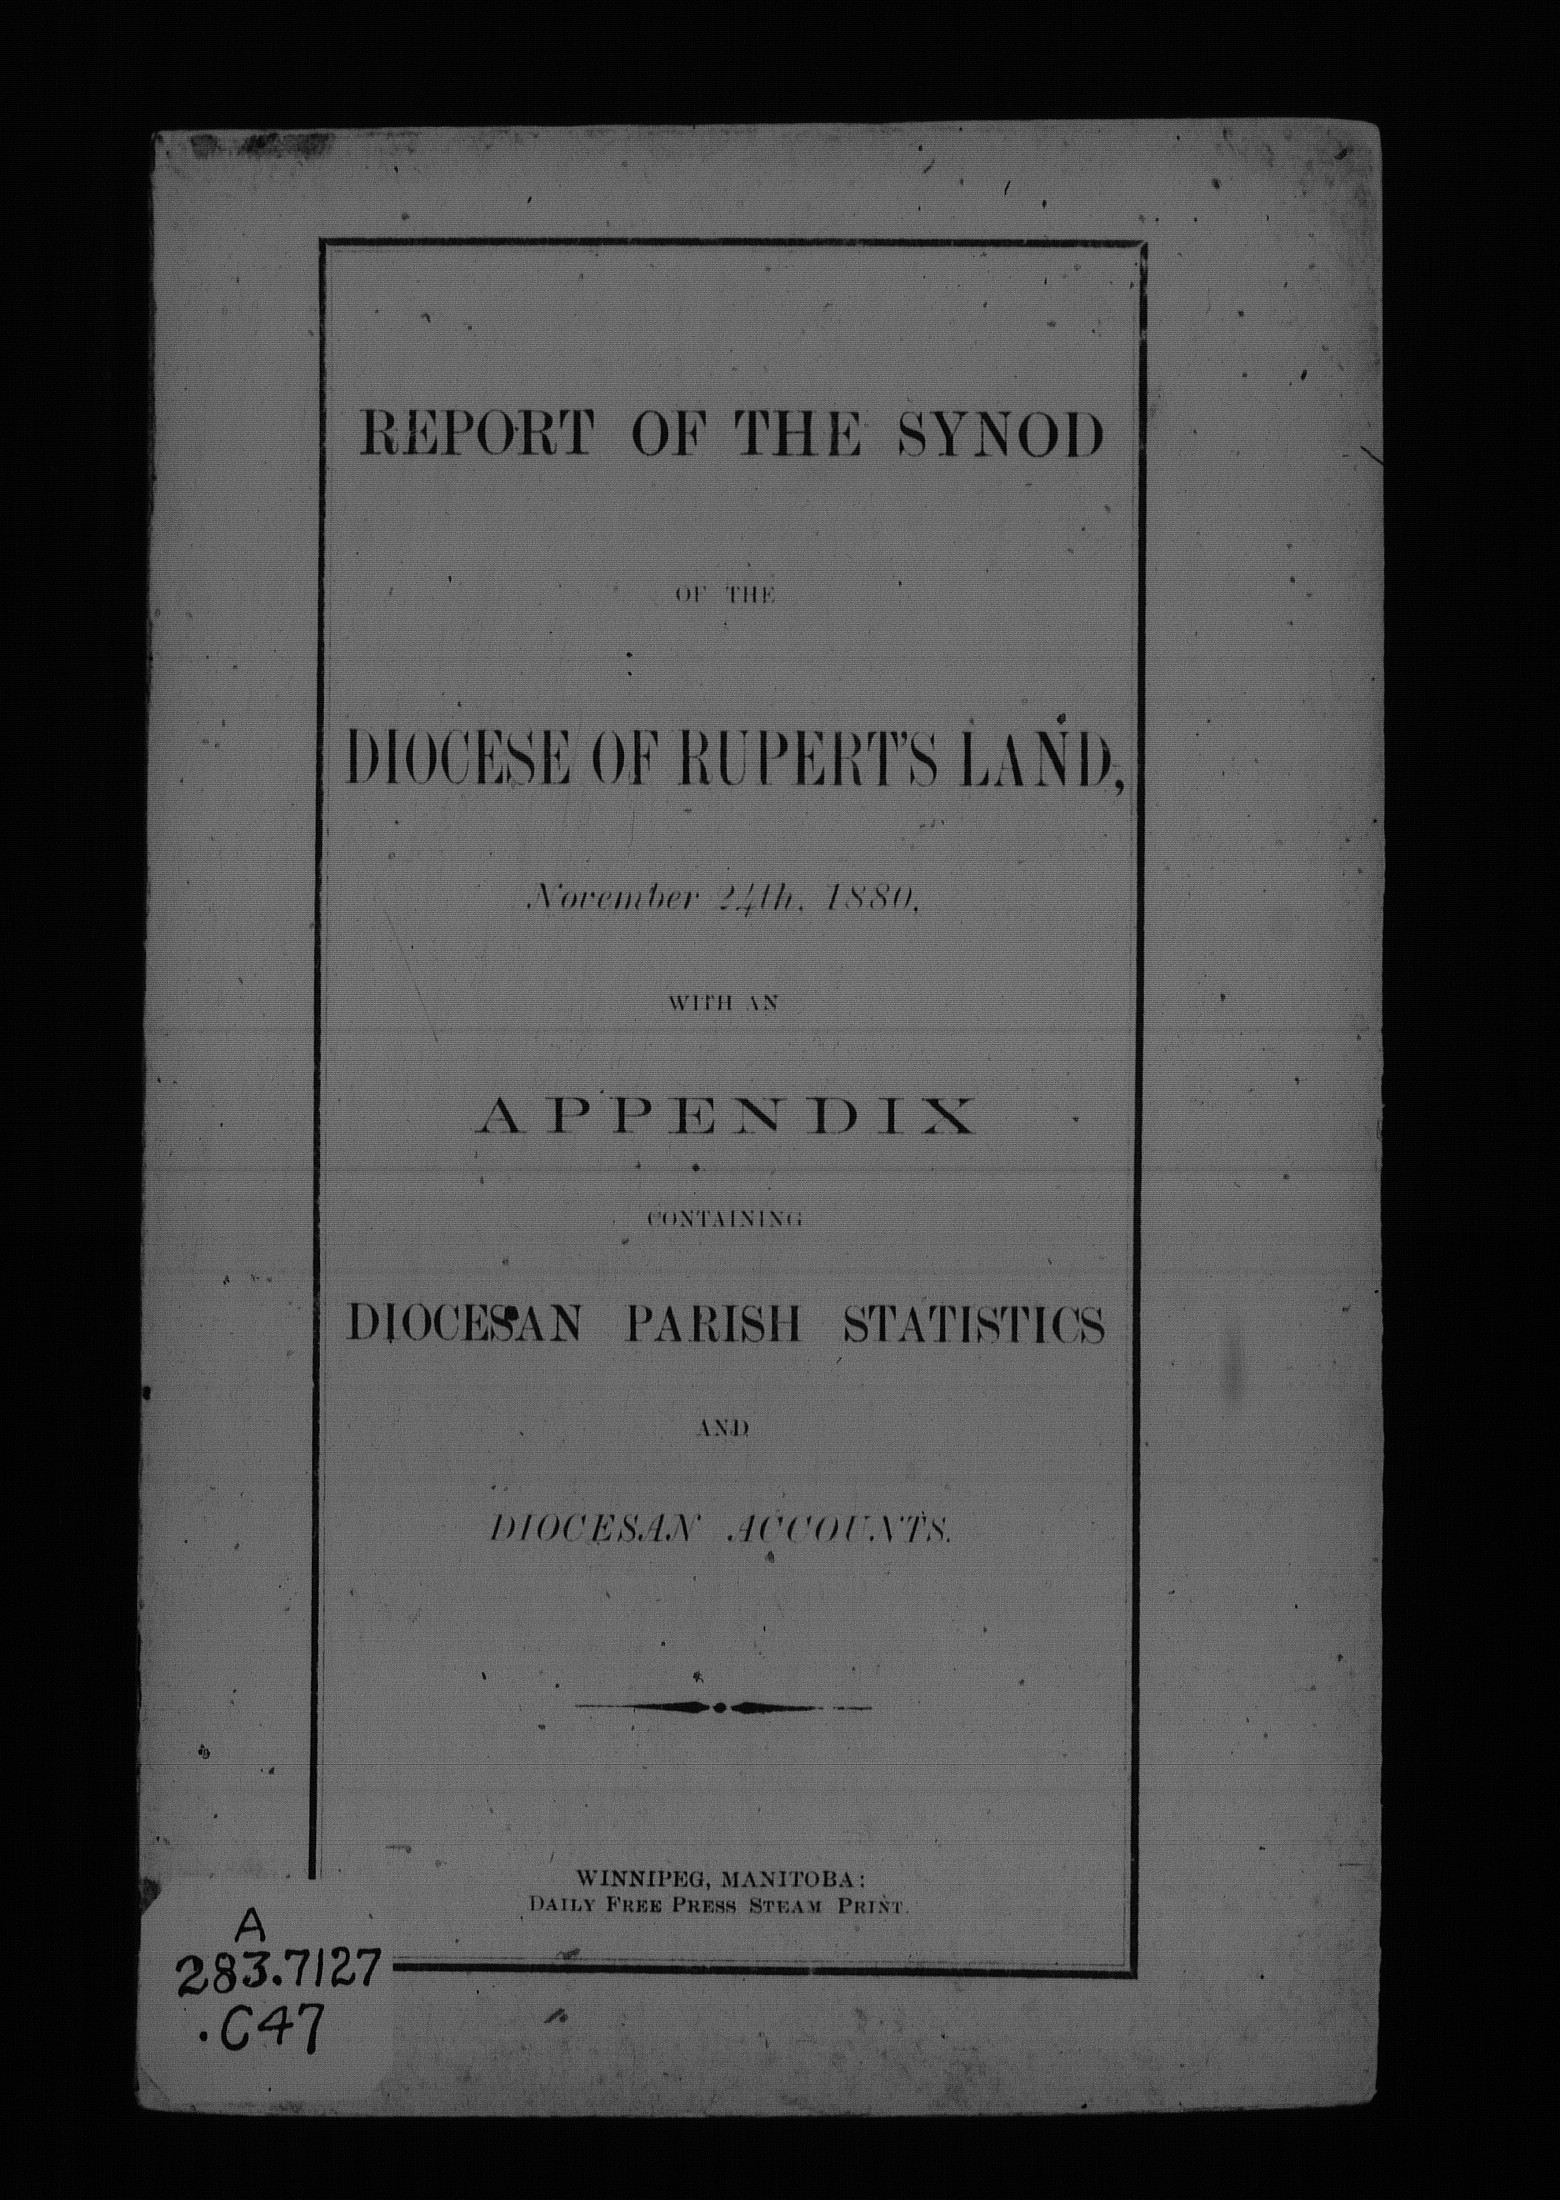 REPORT OF THE SYNOD
OF THE
DIOCESE OF RUPERT'S LAND,
November 24th, 1880,
WITH AN
APPENDIX
CONTAINING
DIOCESAN PARISH STATISTICS
AND
DIOCESAN ACCOUNTS.
WINNIPEG, MANITOBA:
DAILY FREE PRESS STEAM PRINT.
A
283.7127
.C47